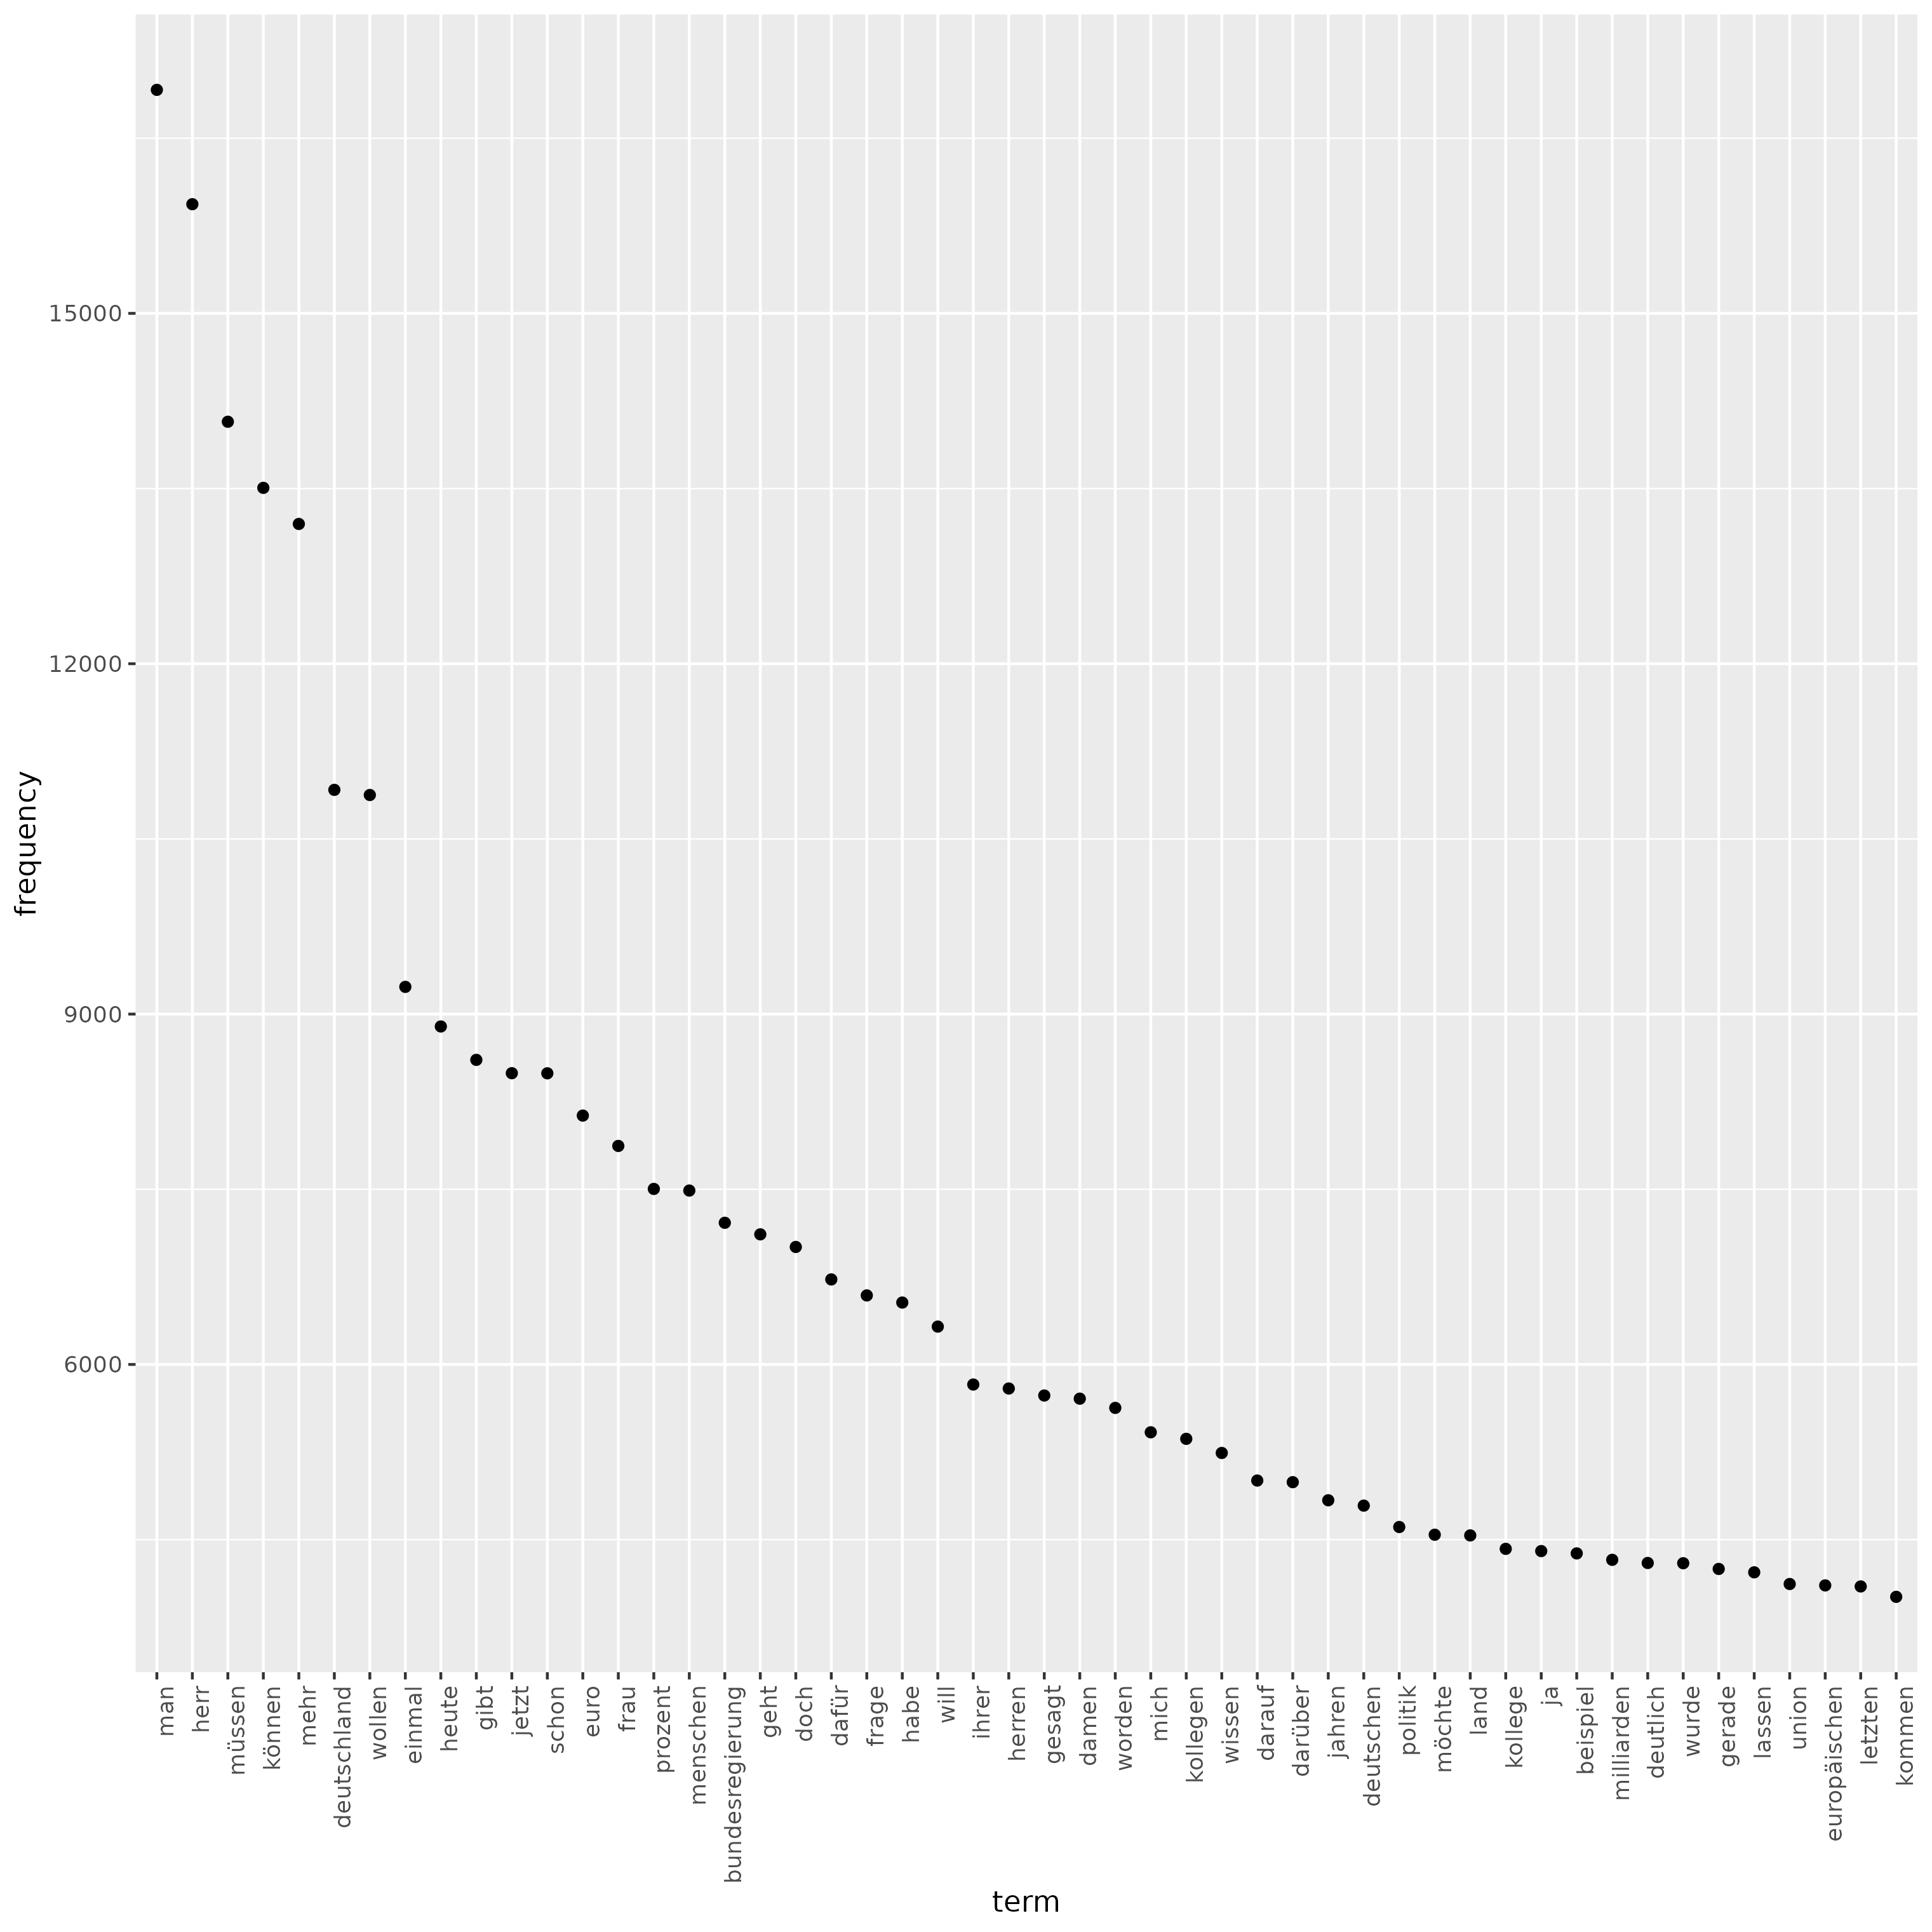 frequency
15000
12000
9000
6000
man
herr
müssen
können
mehr
deutschland
wollen
einmal
heute
gibt
jetzt
schon
euro
frau
prozent
menschen
bundesregierung
geht
doch
dafür
frage
habe
will
ihrer
herren
gesagt
damen
worden
mich
kollegen
wissen
darauf
darüber
jahren
deutschen
politik
möchte
land
kollege
ja
beispiel
milliarden
deutlich
wurde
gerade
lassen
union
europäischen
letzten
kommen
term